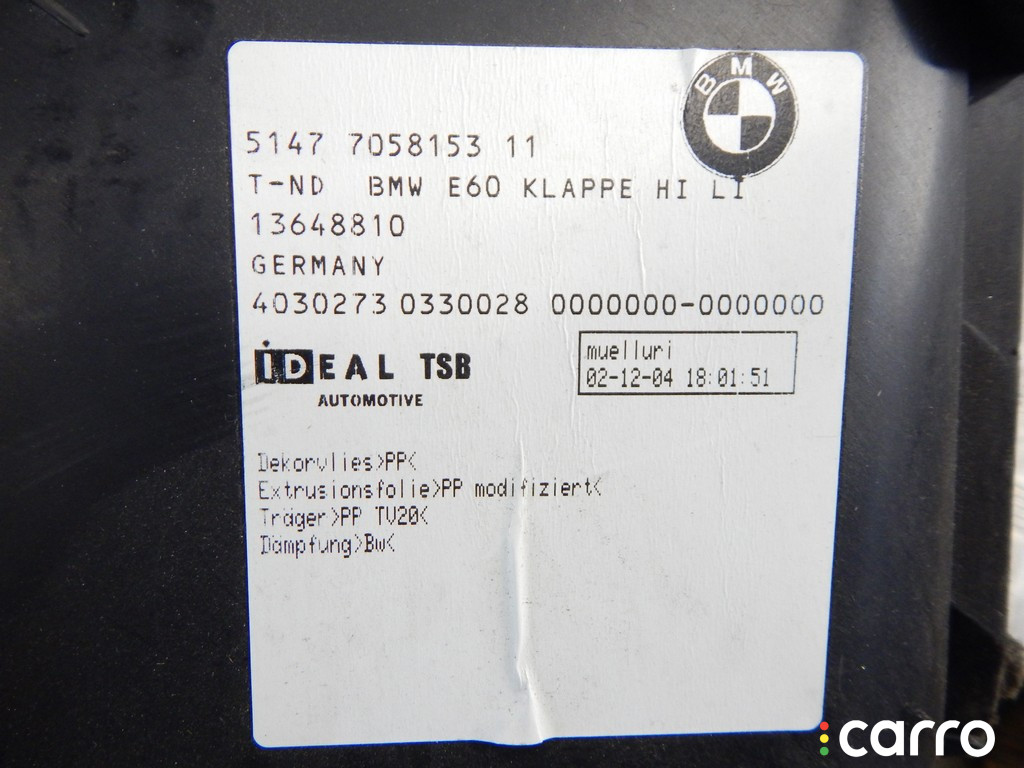 BMW
5147 7058153 11
T-ND BMW E60 KLAPPE HI LI
13648810
GERMANY
4030273 0330028 0000000-0000000
iDEAL TSB
AUTOMOTIVE
muelluri
02-12-04 18:01:51
Dekorvlies>PP<
Extrusionsfolie>PP modifiziert<
Träger>PP TV20<
Dämpfung>Bw<
carro